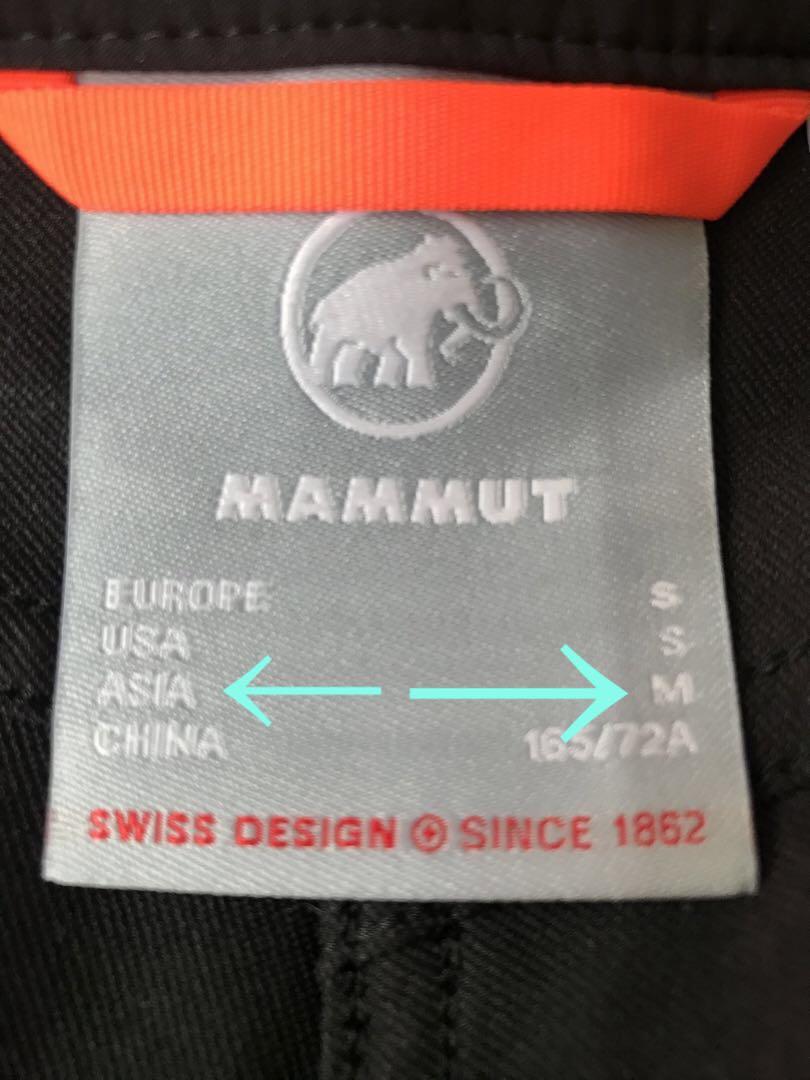 MAMMUT
EUROPE S
USA S
ASIA M
CHINA 165/72A
SWISS DESIGN SINCE 1862